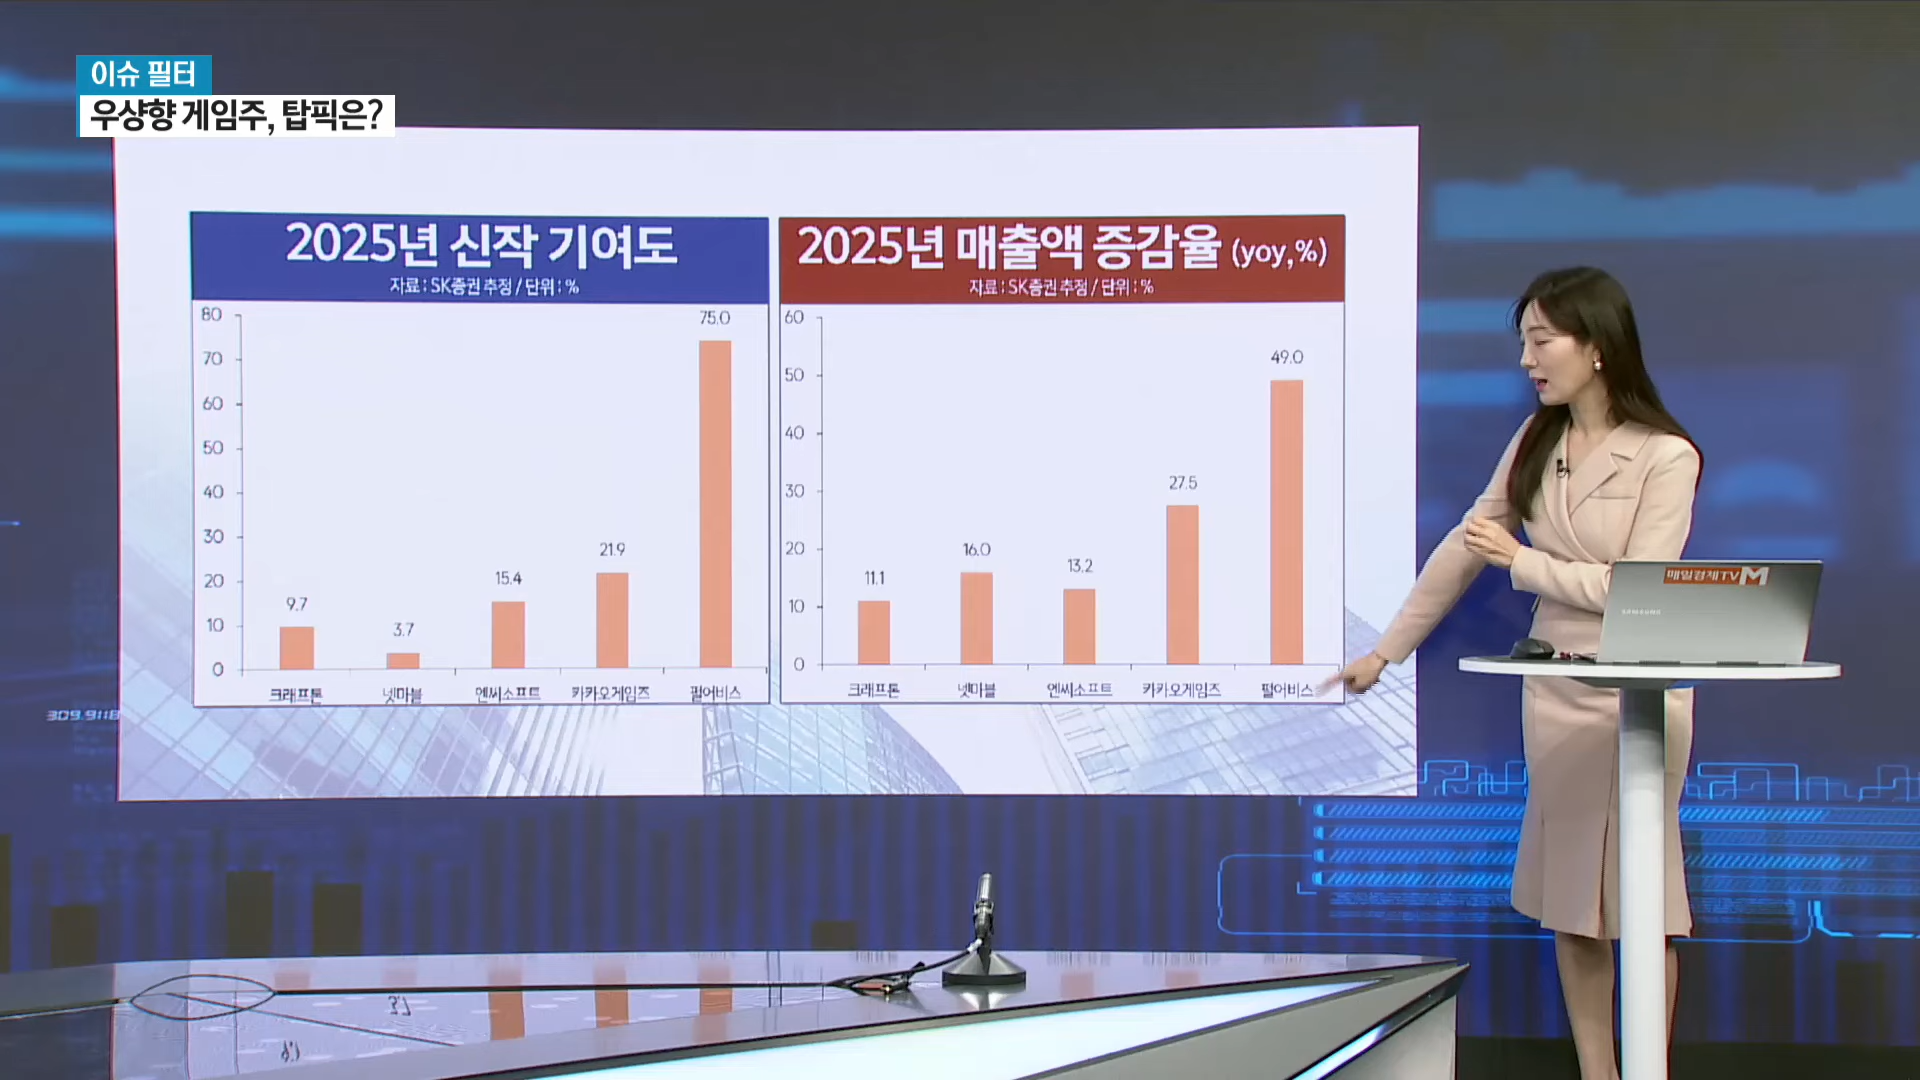 이슈 필터
우상향 게임주, 탑픽은?
2025년 신작 기여도
자료 : SK증권 추정 / 단위 : %
80
70
60
50
40
30
20
10
0
9.7
3.7
15.4
21.9
75.0
크래프톤
넷마블
엔씨소프트
카카오게임즈
펄어비스
2025년 매출액 증감율 (yoy,%)
자료 : SK증권 추정 / 단위 : %
60
50
40
30
20
10
0
11.1
16.0
13.2
27.5
49.0
크래프톤
넷마블
엔씨소프트
카카오게임즈
펄어비스
매일경제TV M
SAMSUNG